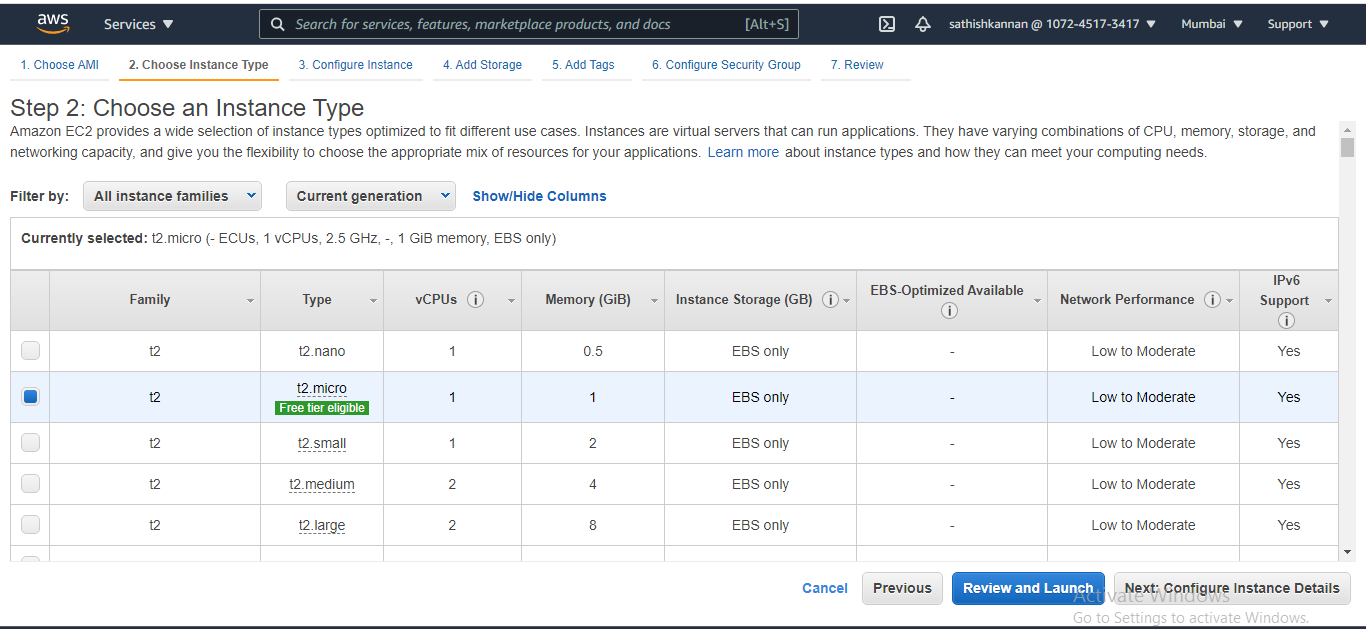 aws Services Search for services, features, marketplace products, and docs [Alt+S] sathishkannan @ 1072-4517-3417 Mumbai Support
1. Choose AMI 2. Choose Instance Type 3. Configure Instance 4. Add Storage 5. Add Tags 6. Configure Security Group 7. Review
Step 2: Choose an Instance Type
Amazon EC2 provides a wide selection of instance types optimized to fit different use cases. Instances are virtual servers that can run applications. They have varying combinations of CPU, memory, storage, and
networking capacity, and give you the flexibility to choose the appropriate mix of resources for your applications. Learn more about instance types and how they can meet your computing needs.
Filter by: All instance families Current generation Show/Hide Columns
Currently selected: t2.micro (- ECUs, 1 vCPUs, 2.5 GHz, -, 1 GiB memory, EBS only)
Family Type vCPUs i Memory (GiB) Instance Storage (GB) i EBS-Optimized Available i Network Performance i IPv6 Support i
t2 t2.nano 1 0.5 EBS only - Low to Moderate Yes
t2 t2.micro 1 1 EBS only - Low to Moderate Yes
Free tier eligible
t2 t2.small 1 2 EBS only - Low to Moderate Yes
t2 t2.medium 2 4 EBS only - Low to Moderate Yes
t2 t2.large 2 8 EBS only - Low to Moderate Yes
Cancel Previous Review and Launch Next: Configure Instance Details
Activate Windows
Go to Settings to activate Windows.